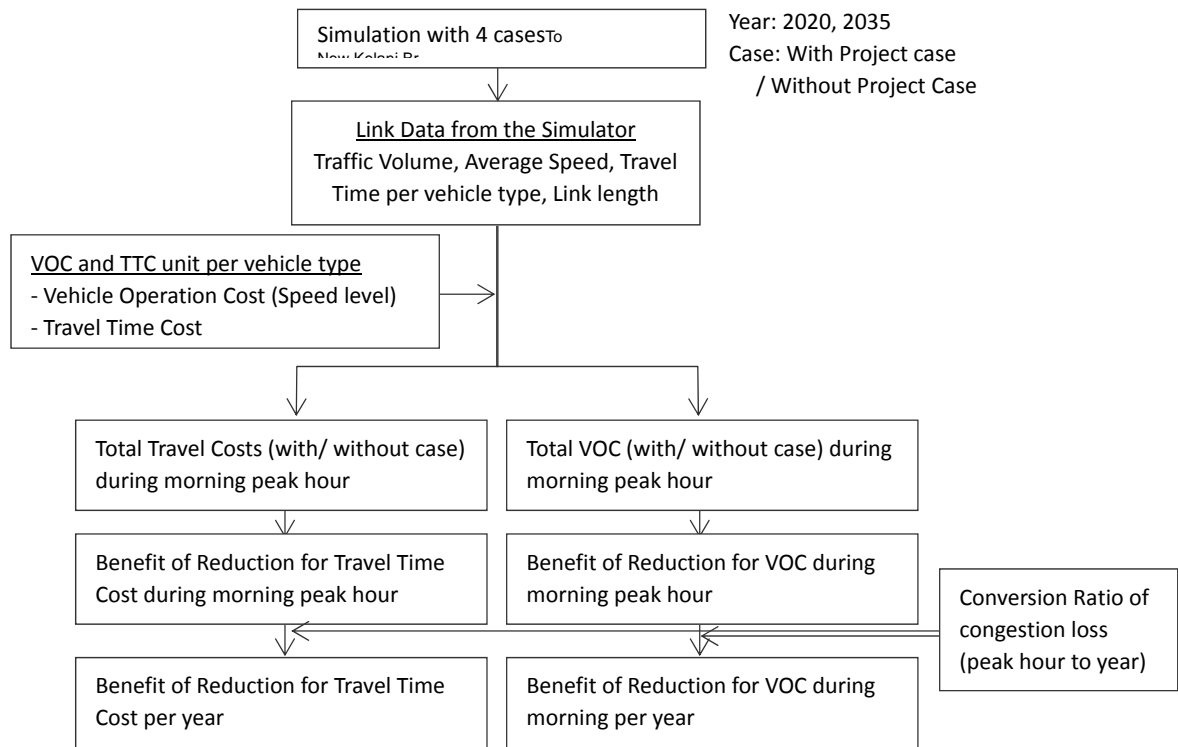 Simulation with 4 casesTo
Year: 2020, 2035
Case: With Project case
/ Without Project Case
Link Data from the Simulator
Traffic Volume, Average Speed, Travel
Time per vehicle type, Link length
VOC and TTC unit per vehicle type
- Vehicle Operation Cost (Speed level)
- Travel Time Cost
Total Travel Costs (with/ without case)
during morning peak hour
Total VOC (with/ without case) during
morning peak hour
Benefit of Reduction for Travel Time
Cost during morning peak hour
Benefit of Reduction for VOC during
morning peak hour
Conversion Ratio of
congestion loss
(peak hour to year)
Benefit of Reduction for Travel Time
Cost per year
Benefit of Reduction for VOC during
morning per year